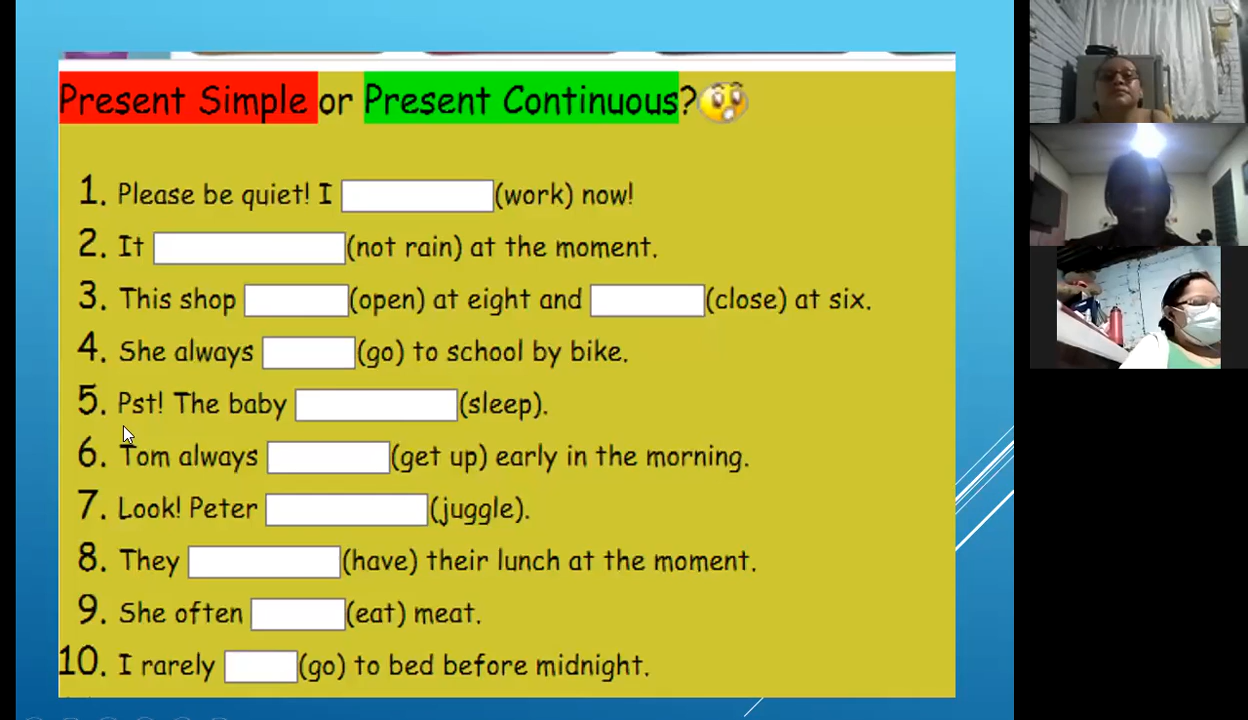 Present Simple or Present Continuous?
1. Please be quiet! I (work) now!
2. It (not rain) at the moment.
3. This shop (open) at eight and (close) at six.
4. She always (go) to school by bike.
5. Pst! The baby (sleep).
6. Tom always (get up) early in the morning.
7. Look! Peter (juggle).
8. They (have) their lunch at the moment.
9. She often (eat) meat.
10. I rarely (go) to bed before midnight.